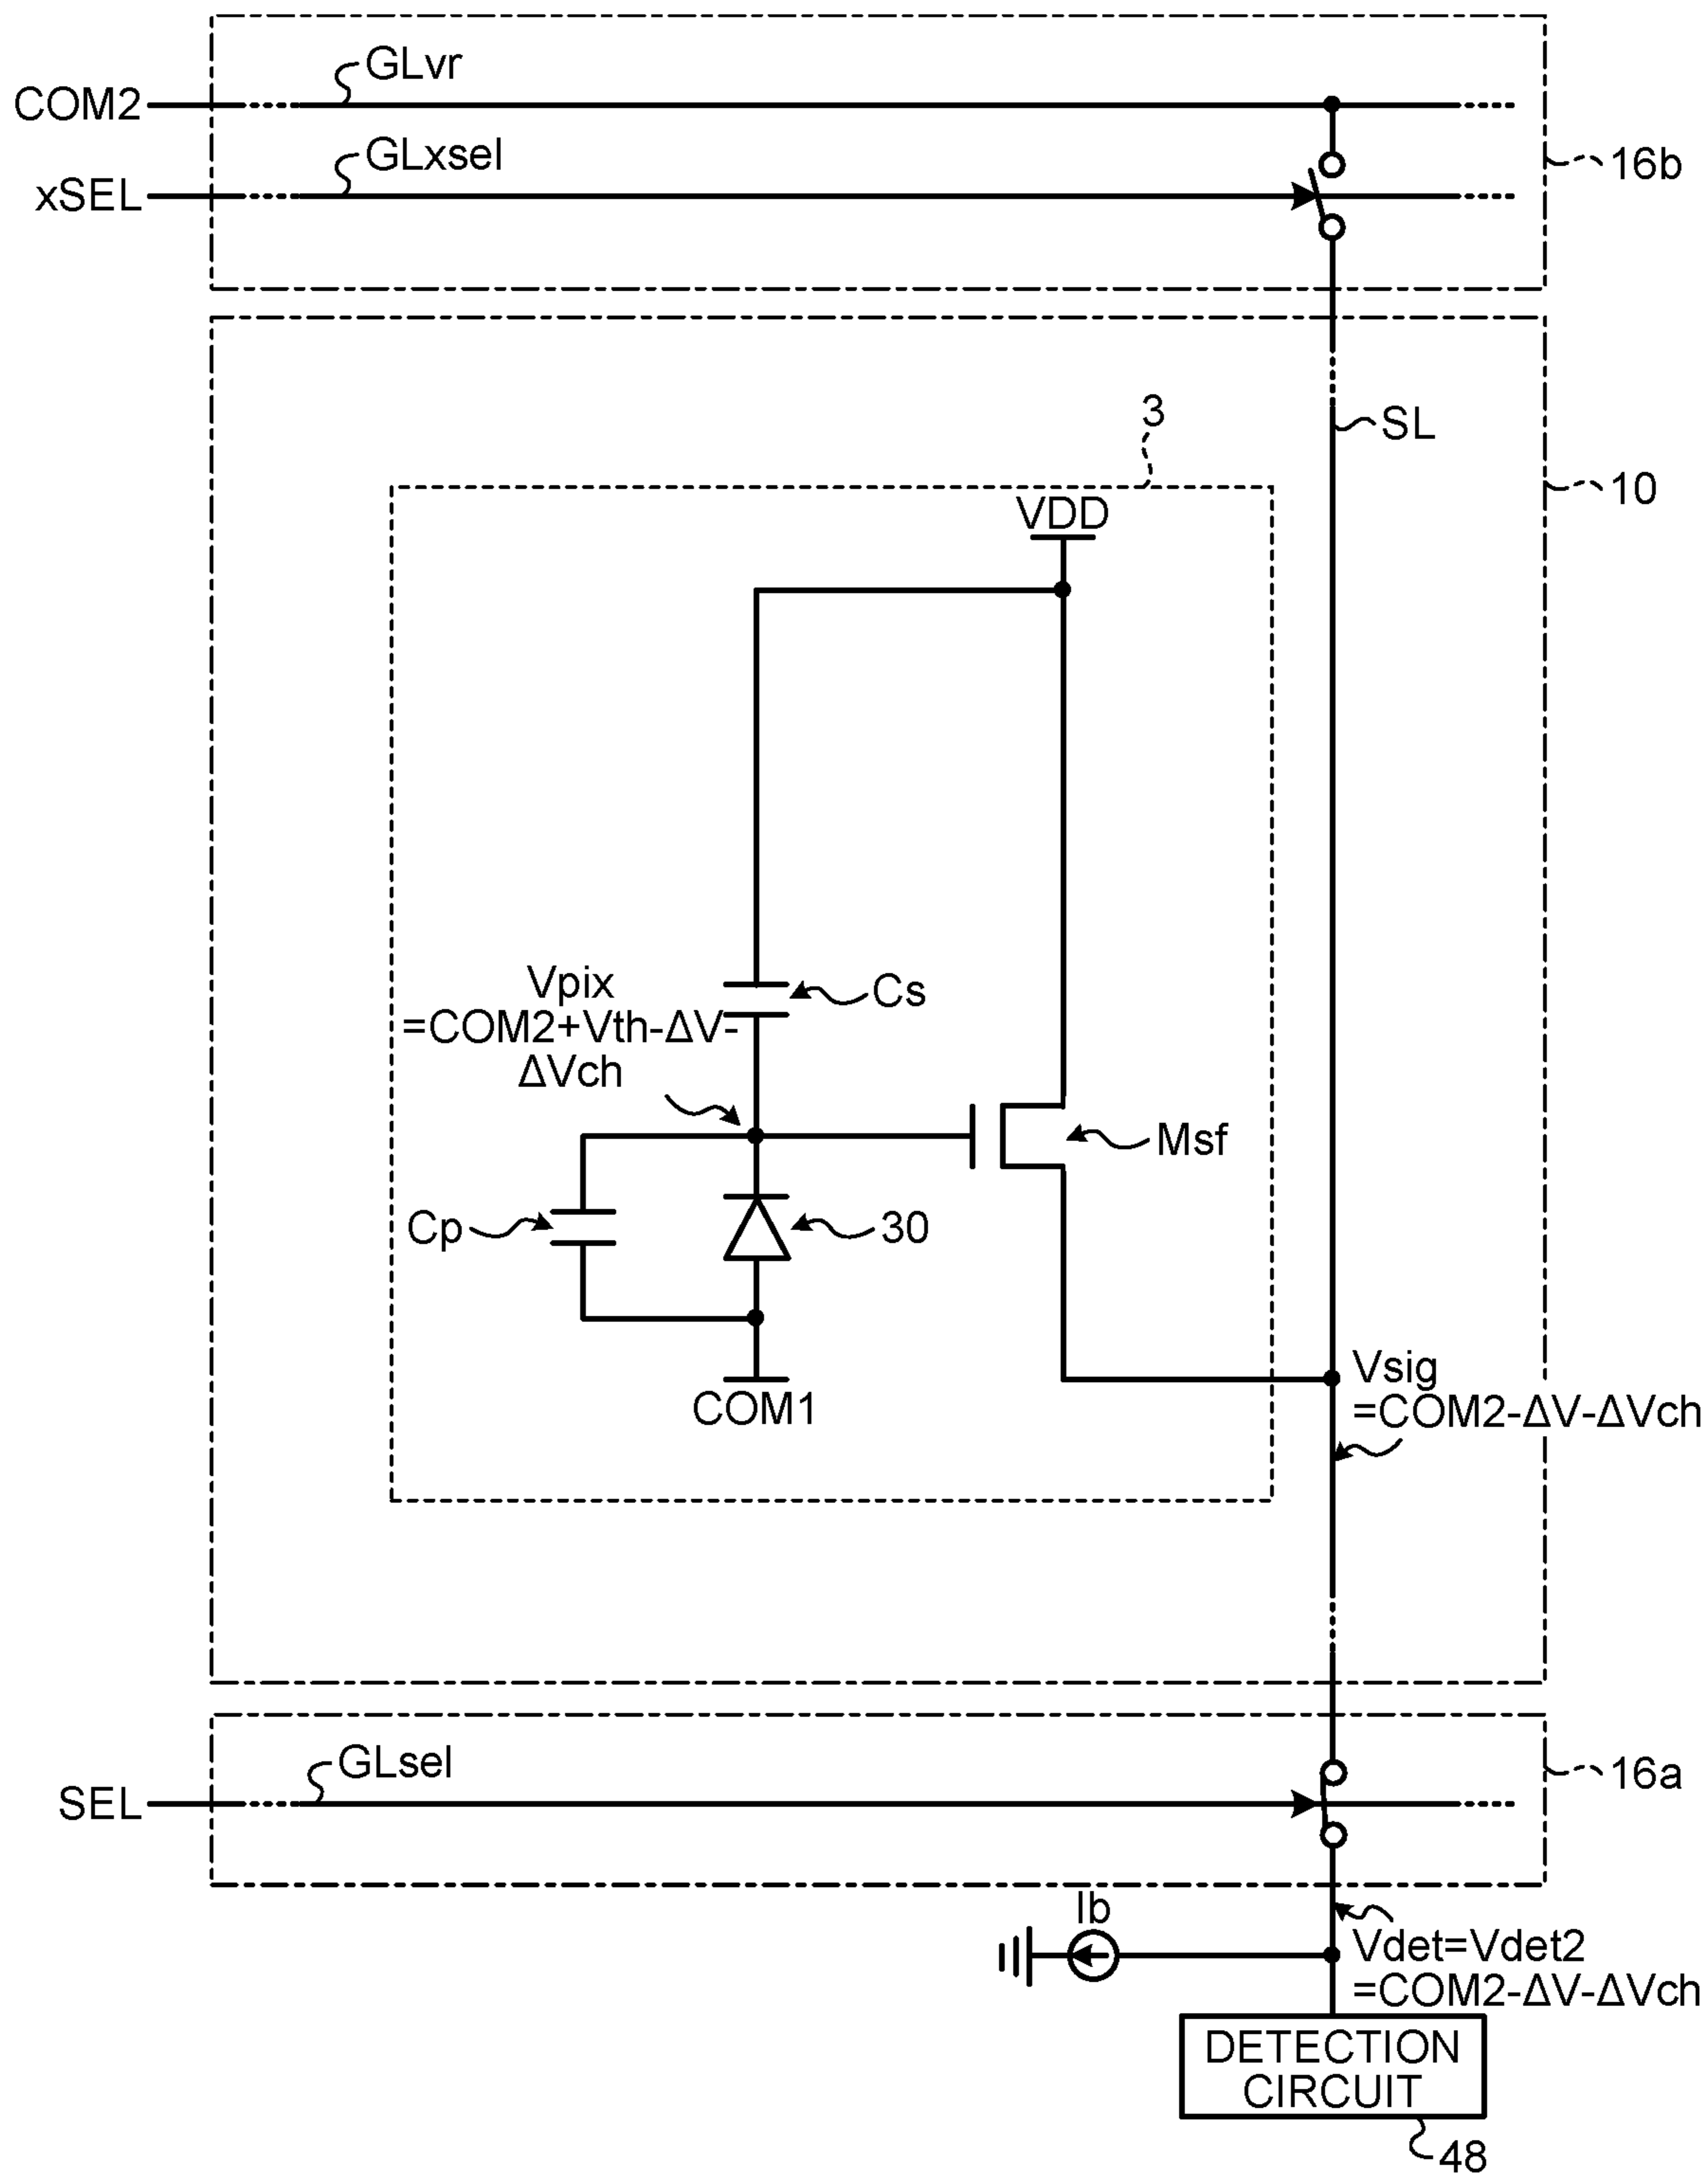 GLvr
COM2
GLxsel
16b
xSEL
3
SL
10
VDD
Vpix
=COM2+Vth-ΔV-
ΔVch
Cs
Msf
Cp
30
COM1
Vsig
=COM2-ΔV-ΔVch
GLsel
16a
SEL
Ib
Vdet=Vdet2
=COM2-ΔV-ΔVch
DETECTION
CIRCUIT
48